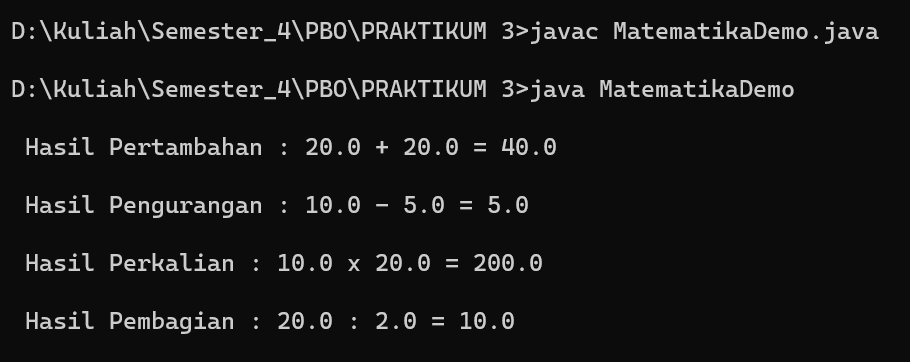 D:\Kuliah\Semester_4\PBO\PRAKTIKUM 3>javac MatematikaDemo.java
D:\Kuliah\Semester_4\PBO\PRAKTIKUM 3>java MatematikaDemo
Hasil Pertambahan : 20.0 + 20.0 = 40.0
Hasil Pengurangan : 10.0 - 5.0 = 5.0
Hasil Perkalian : 10.0 x 20.0 = 200.0
Hasil Pembagian : 20.0 : 2.0 = 10.0